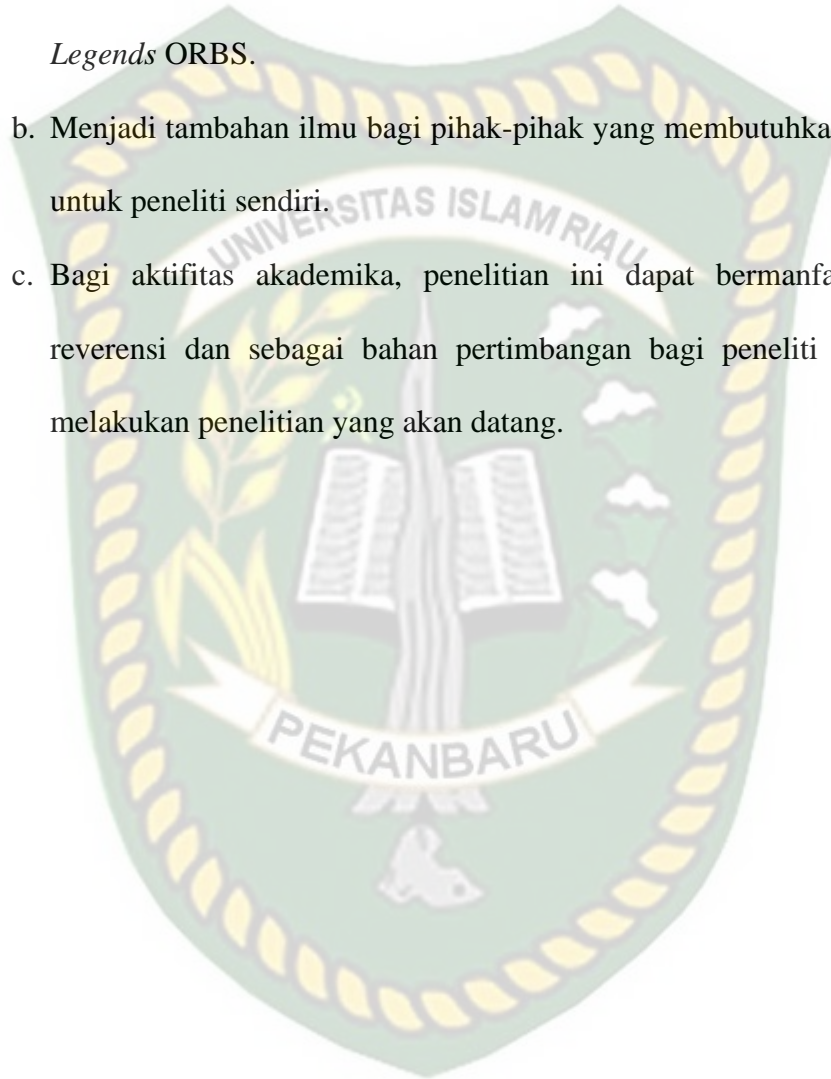 Legends ORBS.
b. Menjadi tambahan ilmu bagi pihak-pihak yang membutuhka
untuk peneliti sendiri.
UNIVERSITAS ISLAM RIAU
c. Bagi aktifitas akademika, penelitian ini dapat bermanfa
reverensi dan sebagai bahan pertimbangan bagi peneliti
melakukan penelitian yang akan datang.
PEKANBARU